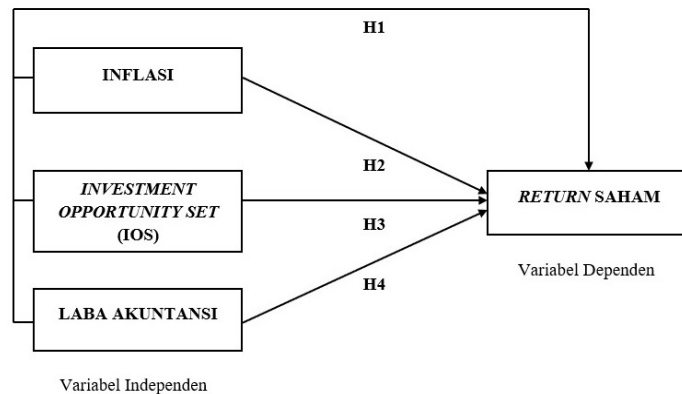 H1
INFLASI
H2
INVESTMENT
OPPORTUNITY SET
(IOS)
RETURN SAHAM
H3
Variabel Dependen
H4
LABA AKUNTANSI
Variabel Independen